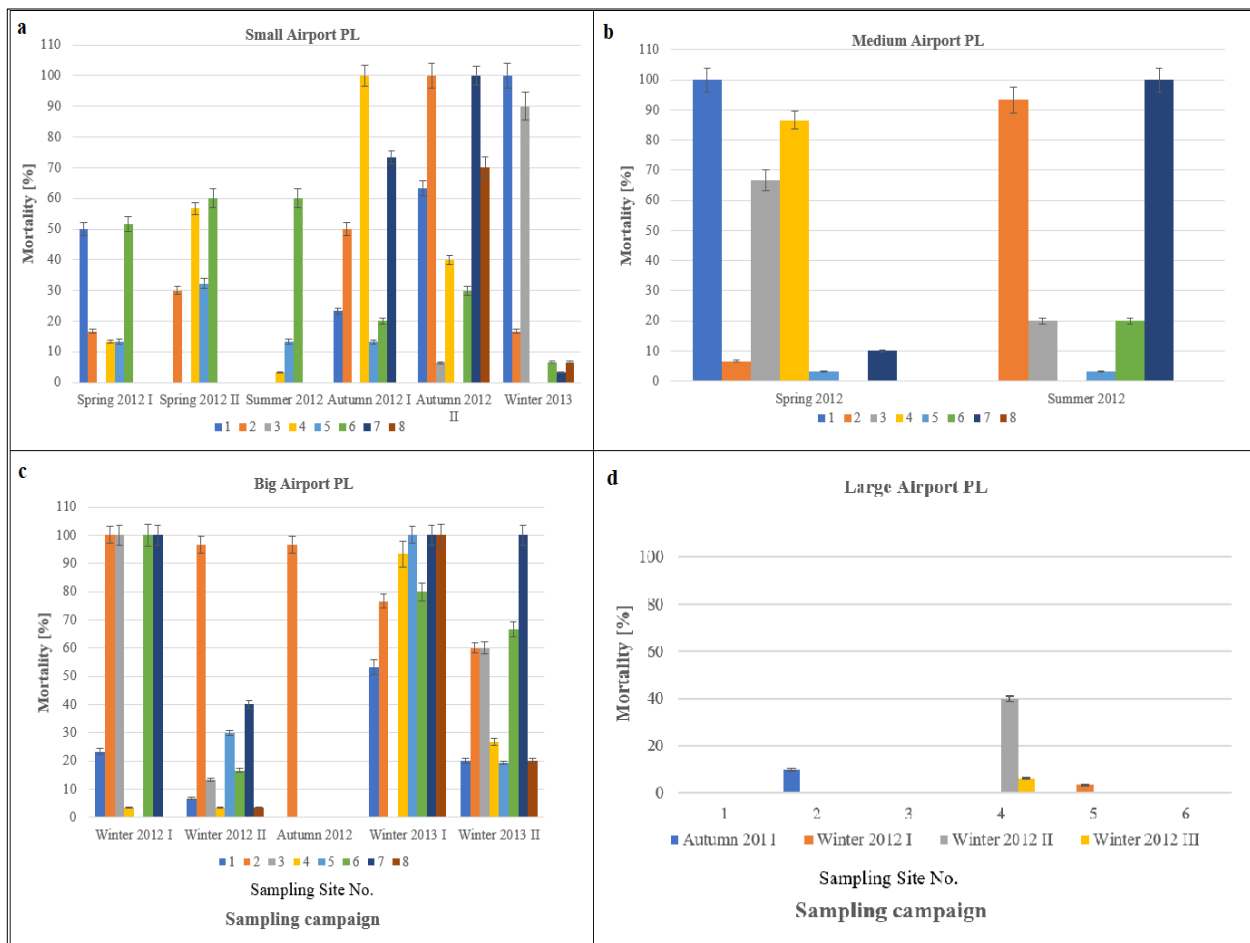 a
Small Airport PL
110
100
90
80
70
60
50
40
30
20
10
0
Mortality [%]
Spring 2012 I Spring 2012 II Summer 2012 Autumn 2012 I Autumn 2012 II Winter 2013
1 2 3 4 5 6 7 8
b
Medium Airport PL
110
100
90
80
70
60
50
40
30
20
10
0
Mortality [%]
Spring 2012 Summer 2012
1 2 3 4 5 6 7 8
c
Big Airport PL
110
100
90
80
70
60
50
40
30
20
10
0
Mortality [%]
Winter 2012 I Winter 2012 II Autumn 2012 Winter 2013 I Winter 2013 II
1 2 3 4 5 6 7 8
Sampling Site No.
Sampling campaign
d
Large Airport PL
100
80
60
40
20
0
Mortality [%]
1 2 3 4 5 6
Autumn 2011 Winter 2012 I Winter 2012 II Winter 2012 III
Sampling Site No.
Sampling campaign